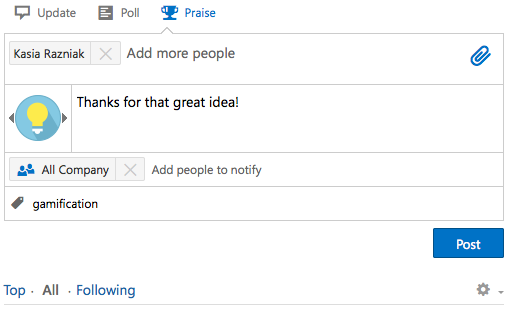 Update Poll Praise
Kasia Razniak Add more people
Thanks for that great idea!
All Company Add people to notify
gamification
Post
Top · All · Following